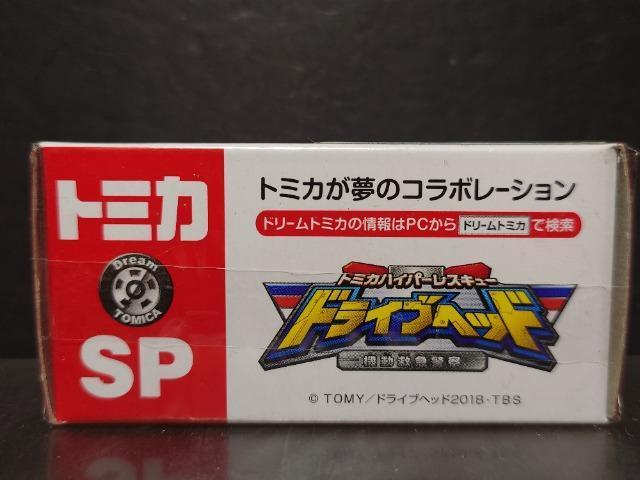 トミカ
Dream
TOMICA
SP
トミカが夢のコラボレーション
ドリームトミカの情報はPCから ドリームトミカ で検索
トミカハイパーレスキュー
ドライブヘッド
機動救急警察
© TOMY/ドライブヘッド2018・TBS